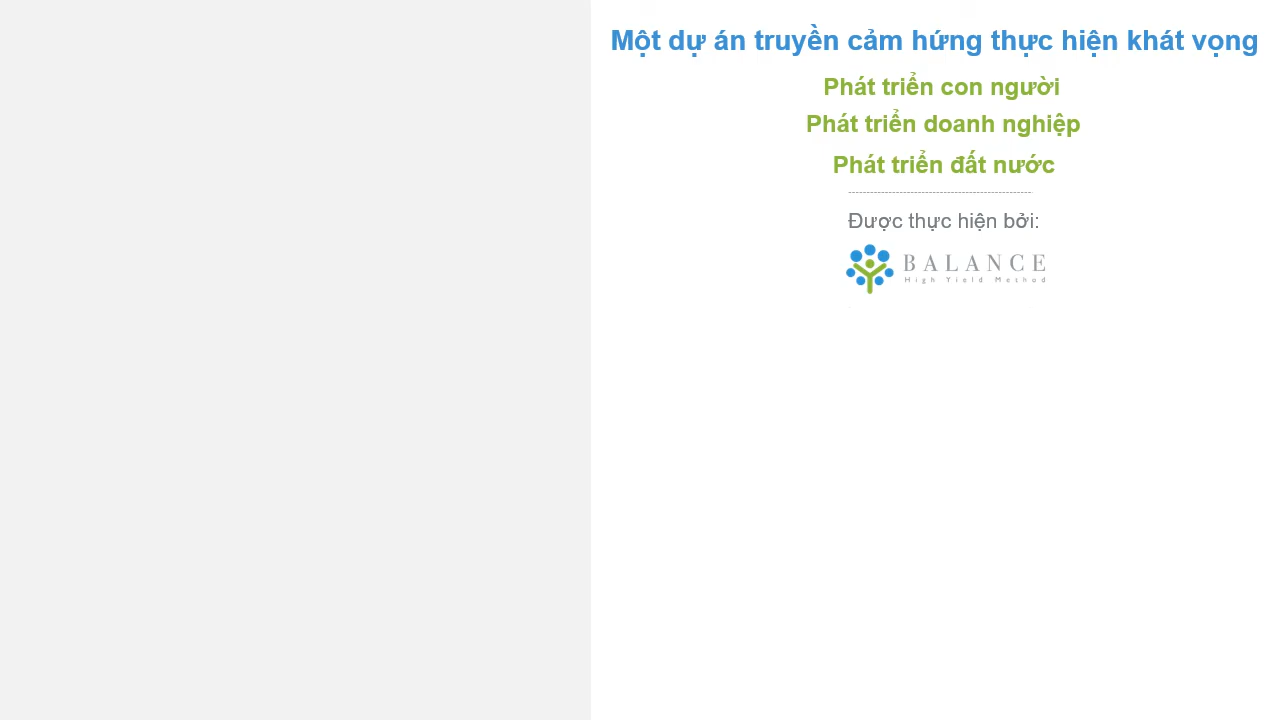 Một dự án truyền cảm hứng thực hiện khát vọng
Phát triển con người
Phát triển doanh nghiệp
Phát triển đất nước
Được thực hiện bởi:
BALANCE
High Yield Method